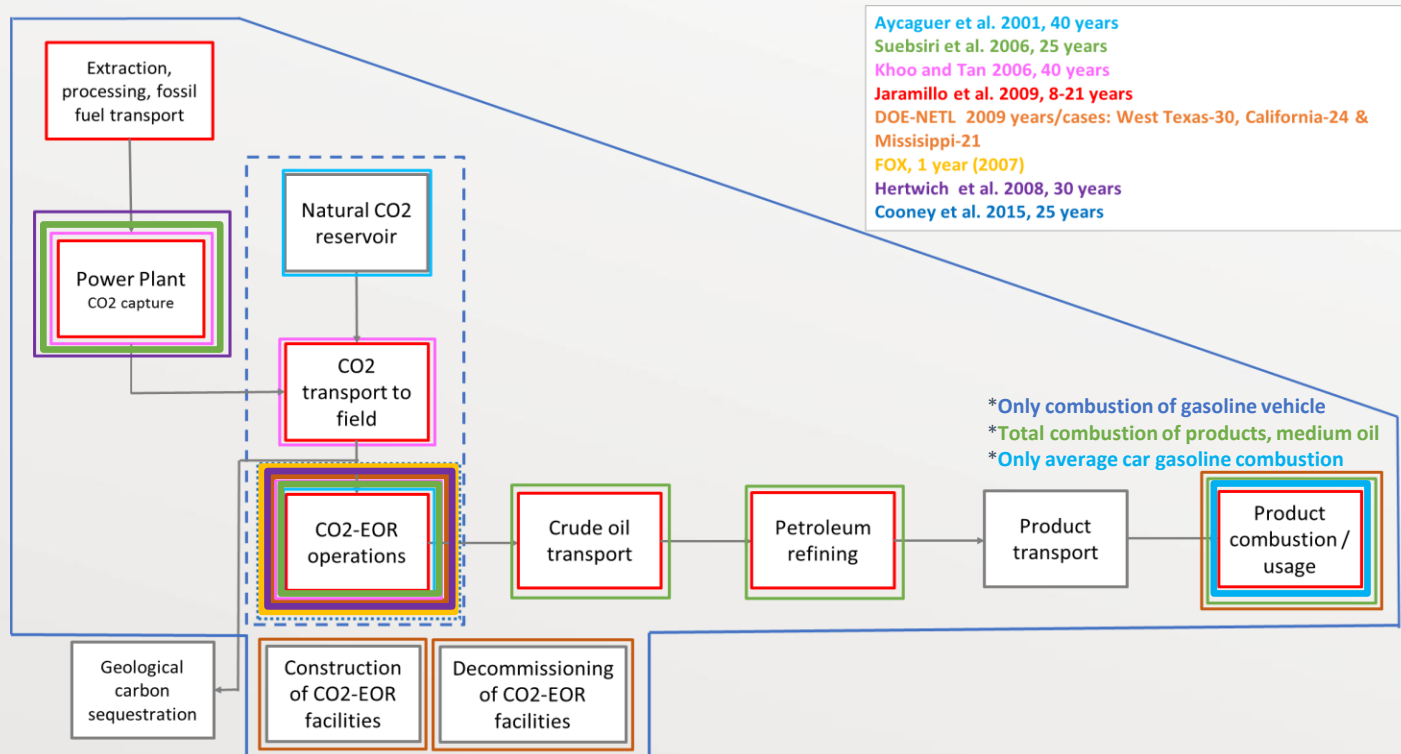 Aycaguer et al. 2001, 40 years
Suebsiri et al. 2006, 25 years
Khoo and Tan 2006, 40 years
Jaramillo et al. 2009, 8-21 years
DOE-NETL 2009 years/cases: West Texas-30, California-24 &
Missisippi-21
FOX, 1 year (2007)
Hertwich et al. 2008, 30 years
Cooney et al. 2015, 25 years
Extraction,
processing, fossil
fuel transport
Natural CO2
reservoir
Power Plant
CO2 capture
CO2
transport to
field
*Only combustion of gasoline vehicle
*Total combustion of products, medium oil
*Only average car gasoline combustion
CO2-EOR
operations
Crude oil
transport
Petroleum
refining
Product
transport
Product
combustion /
usage
Geological
carbon
sequestration
Construction
of CO2-EOR
facilities
Decommissioning
of CO2-EOR
facilities